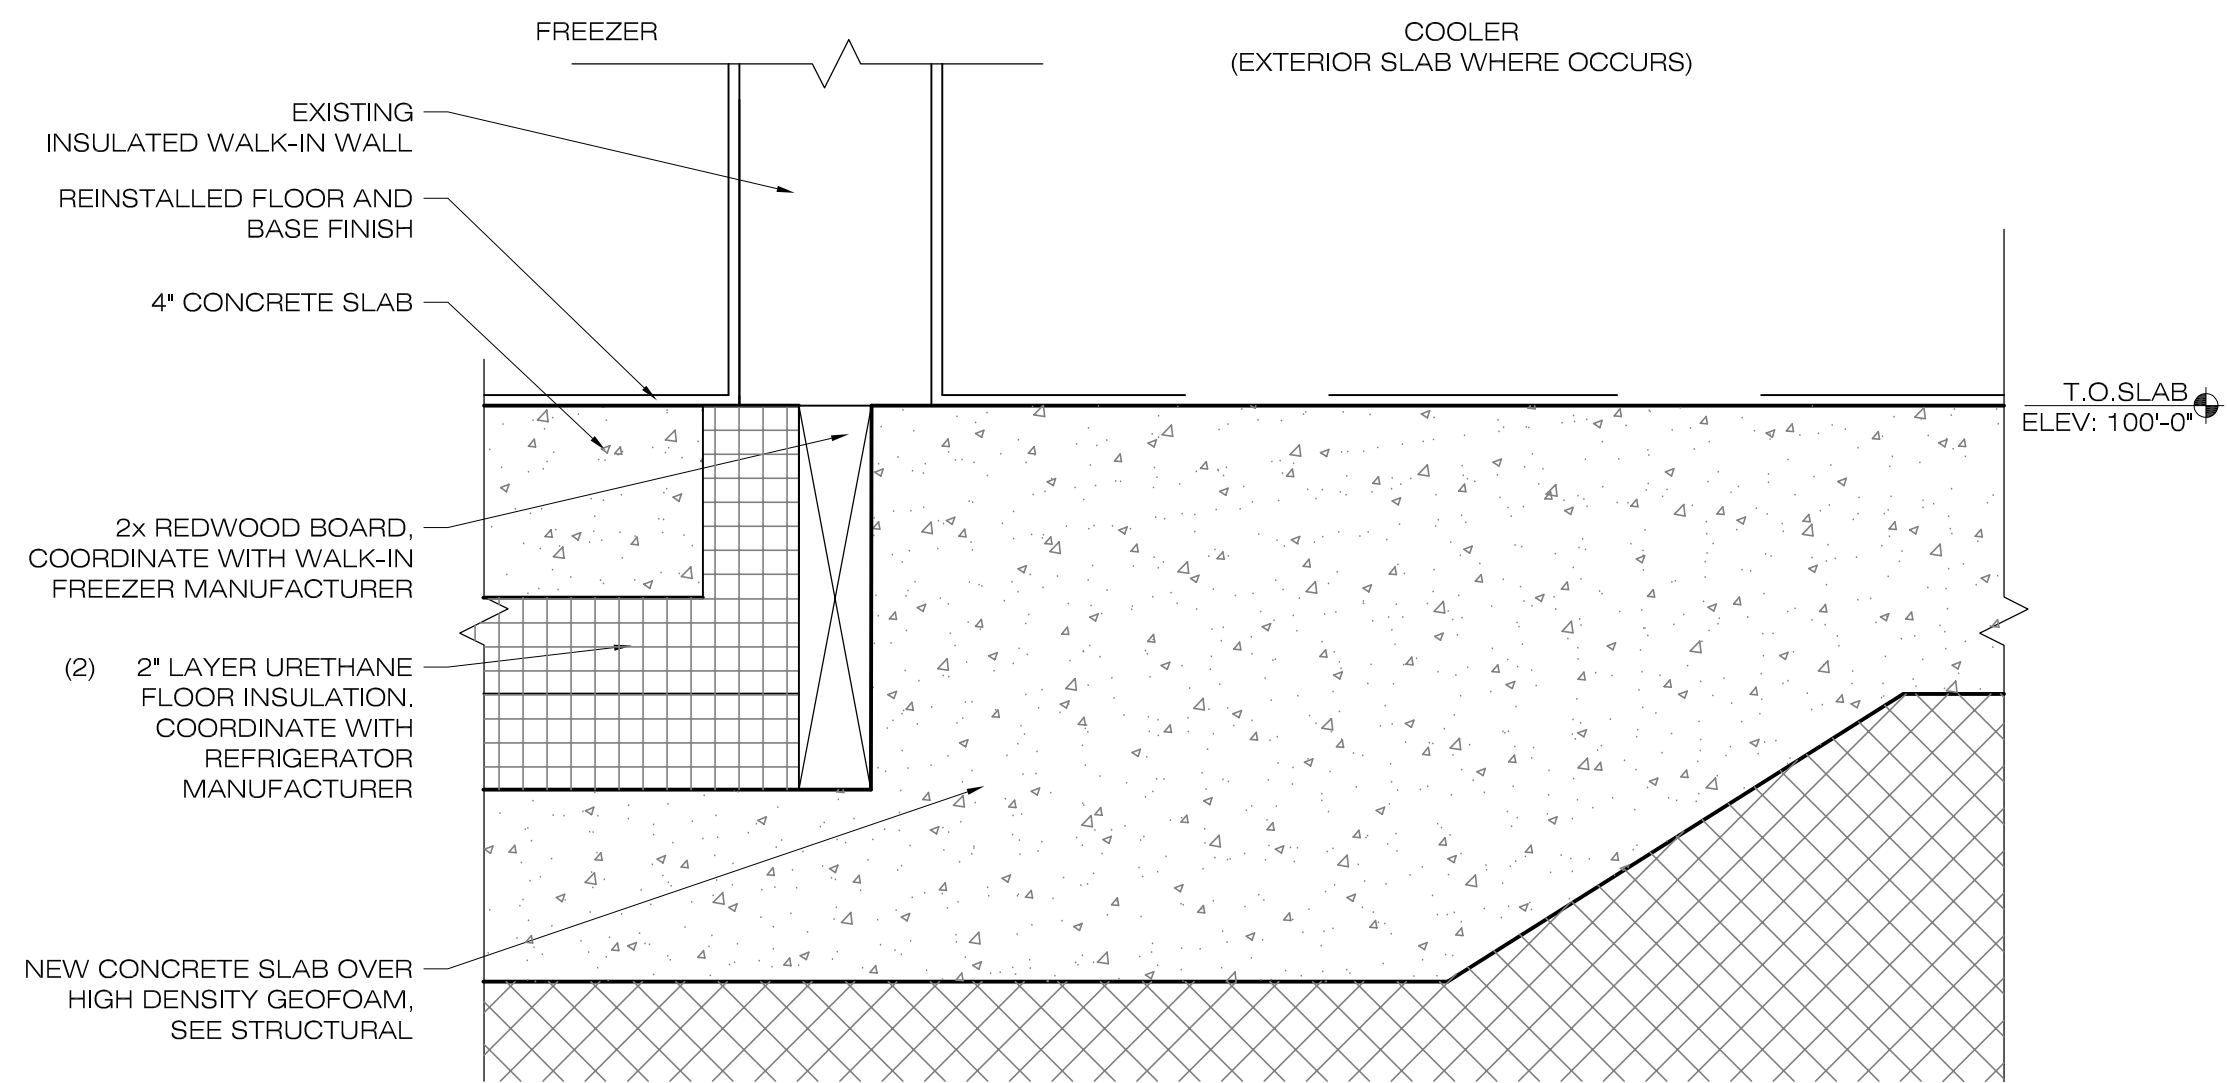 FREEZER
COOLER
(EXTERIOR SLAB WHERE OCCURS)
EXISTING
INSULATED WALK-IN WALL
REINSTALLED FLOOR AND
BASE FINISH
4" CONCRETE SLAB
T.O.SLAB
ELEV: 100'-0"
2x REDWOOD BOARD,
COORDINATE WITH WALK-IN
FREEZER MANUFACTURER
(2) 2" LAYER URETHANE
FLOOR INSULATION.
COORDINATE WITH
REFRIGERATOR
MANUFACTURER
NEW CONCRETE SLAB OVER
HIGH DENSITY GEOFOAM,
SEE STRUCTURAL